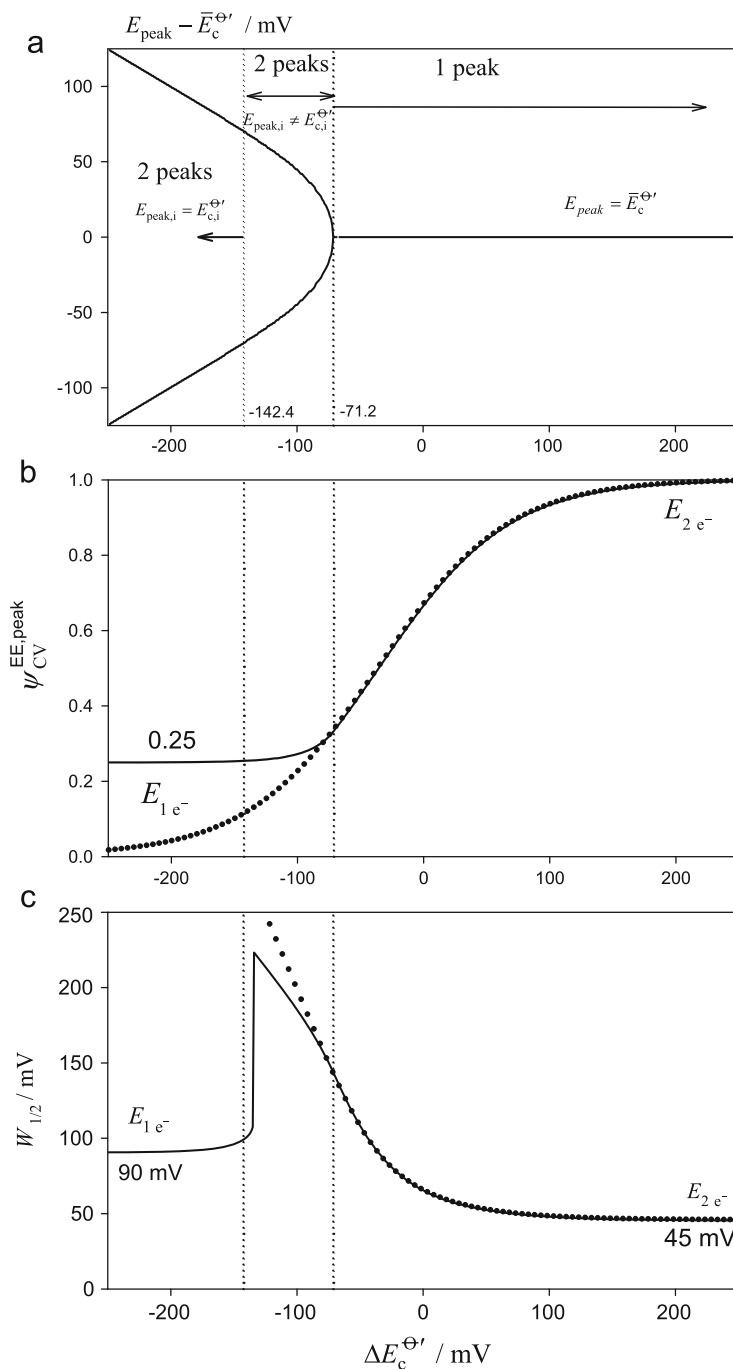 a
E_peak − E̅_c^⊖′ / mV
2 peaks
1 peak
E_peak,i ≠ E_c,i^⊖′
2 peaks
E_peak,i = E_c,i^⊖′
E_peak = E̅_c^⊖′
100
50
0
-50
-100
-142.4
-71.2
-200 -100 0 100 200
b
1.0
0.8
0.6
0.4
0.2
0.0
ψ_CV^EE,peak
E_2 e⁻
0.25
E_1 e⁻
-200 -100 0 100 200
c
250
200
150
100
50
0
W_1/2 / mV
E_1 e⁻
90 mV
E_2 e⁻
45 mV
-200 -100 0 100 200
ΔE_c^⊖′ / mV